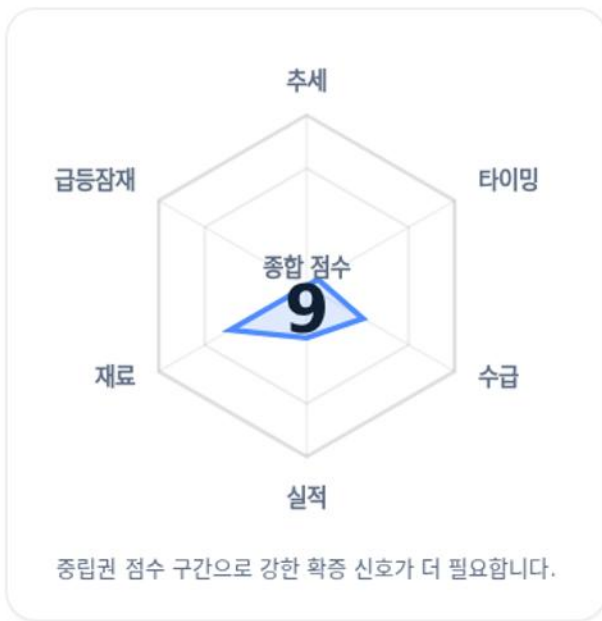 추세
급등잠재
타이밍
종합 점수
9
재료
수급
실적
중립권 점수 구간으로 강한 확증 신호가 더 필요합니다.